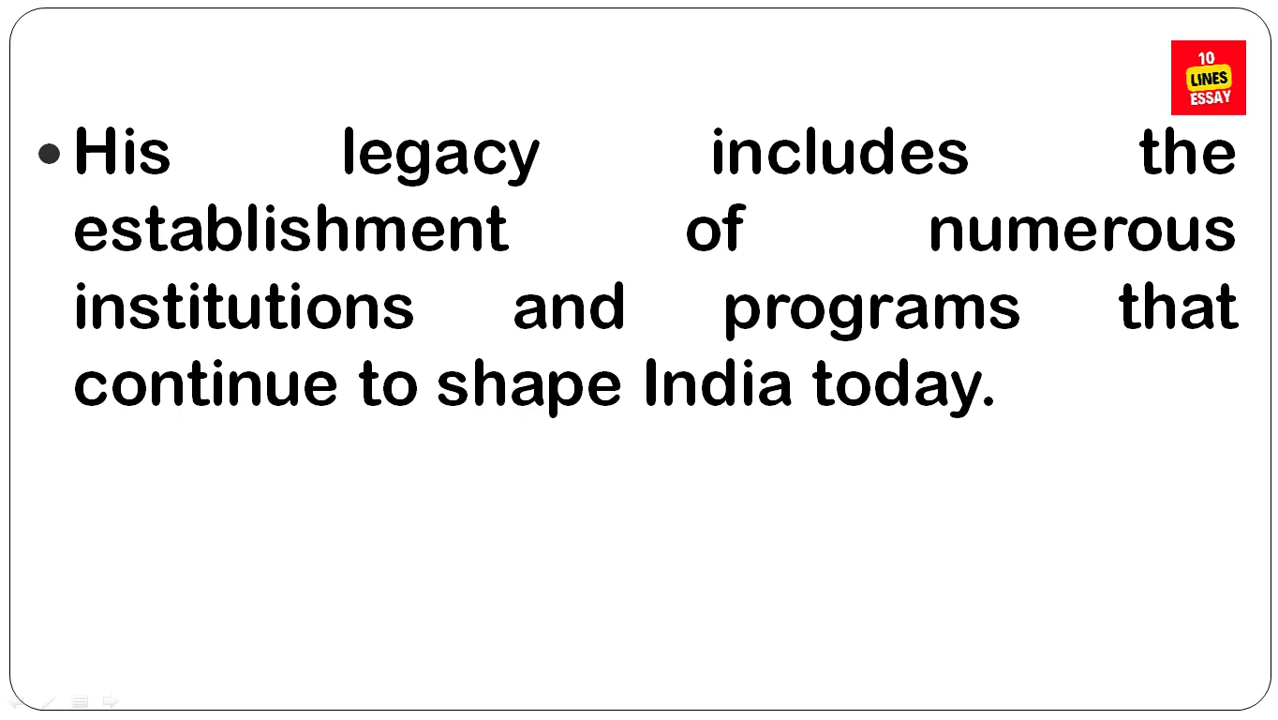 10
LINES
ESSAY
• His legacy includes the
establishment of numerous
institutions and programs that
continue to shape India today.